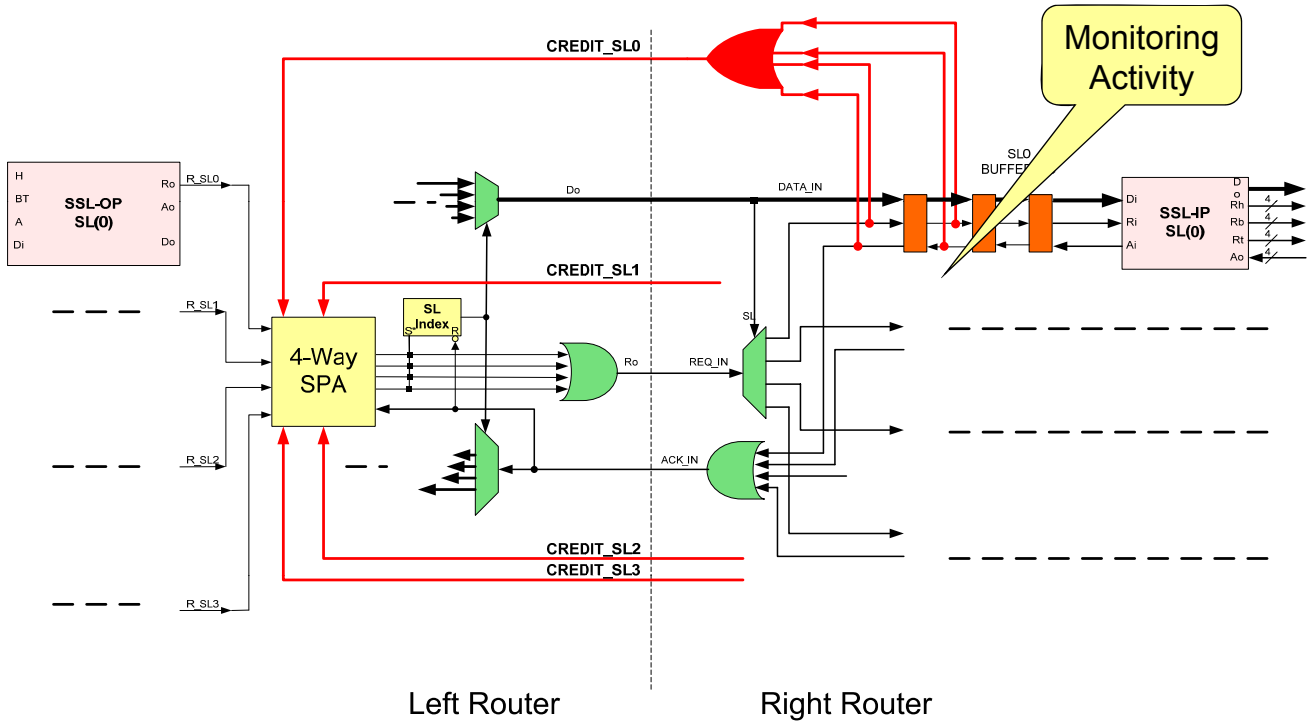 Monitoring
Activity
CREDIT_SL0
SL0
BUFFE
H
BT
A
Di
SSL-OP
SL(0)
Ro
Ao
Do
R_SL0
Do
DATA_IN
Di
Ri
Ai
SSL-IP
SL(0)
D
o
Rh
Rb
Rt
Ao
4
4
4
4
CREDIT_SL1
R_SL1
SL
Index
S
R
SL
4-Way
SPA
Ro
REQ_IN
R_SL2
ACK_IN
CREDIT_SL2
CREDIT_SL3
R_SL3
Left Router
Right Router